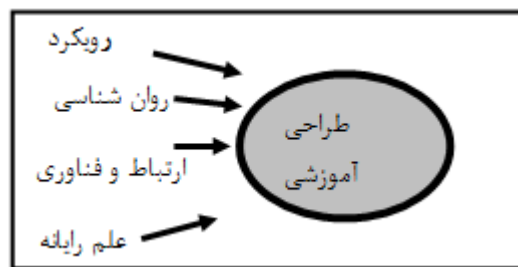 رویکرد
روان شناسی
ارتباط و فناوری
علم رایانه
طراحی
آموزشی